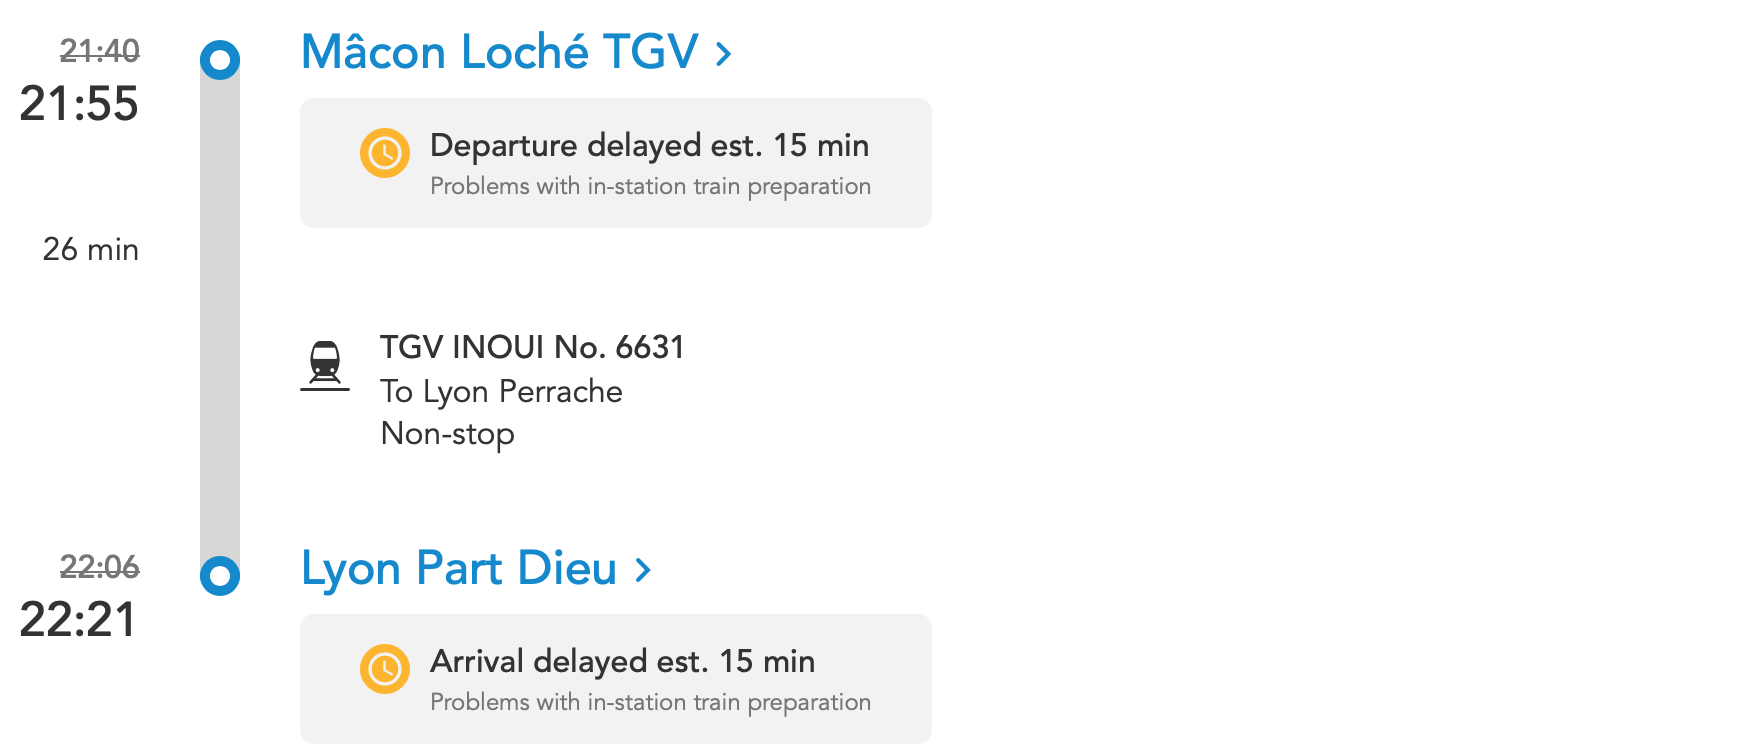 21:40
21:55
Mâcon Loché TGV
Departure delayed est. 15 min
Problems with in-station train preparation
26 min
TGV INOUI No. 6631
To Lyon Perrache
Non-stop
22:06
22:21
Lyon Part Dieu
Arrival delayed est. 15 min
Problems with in-station train preparation